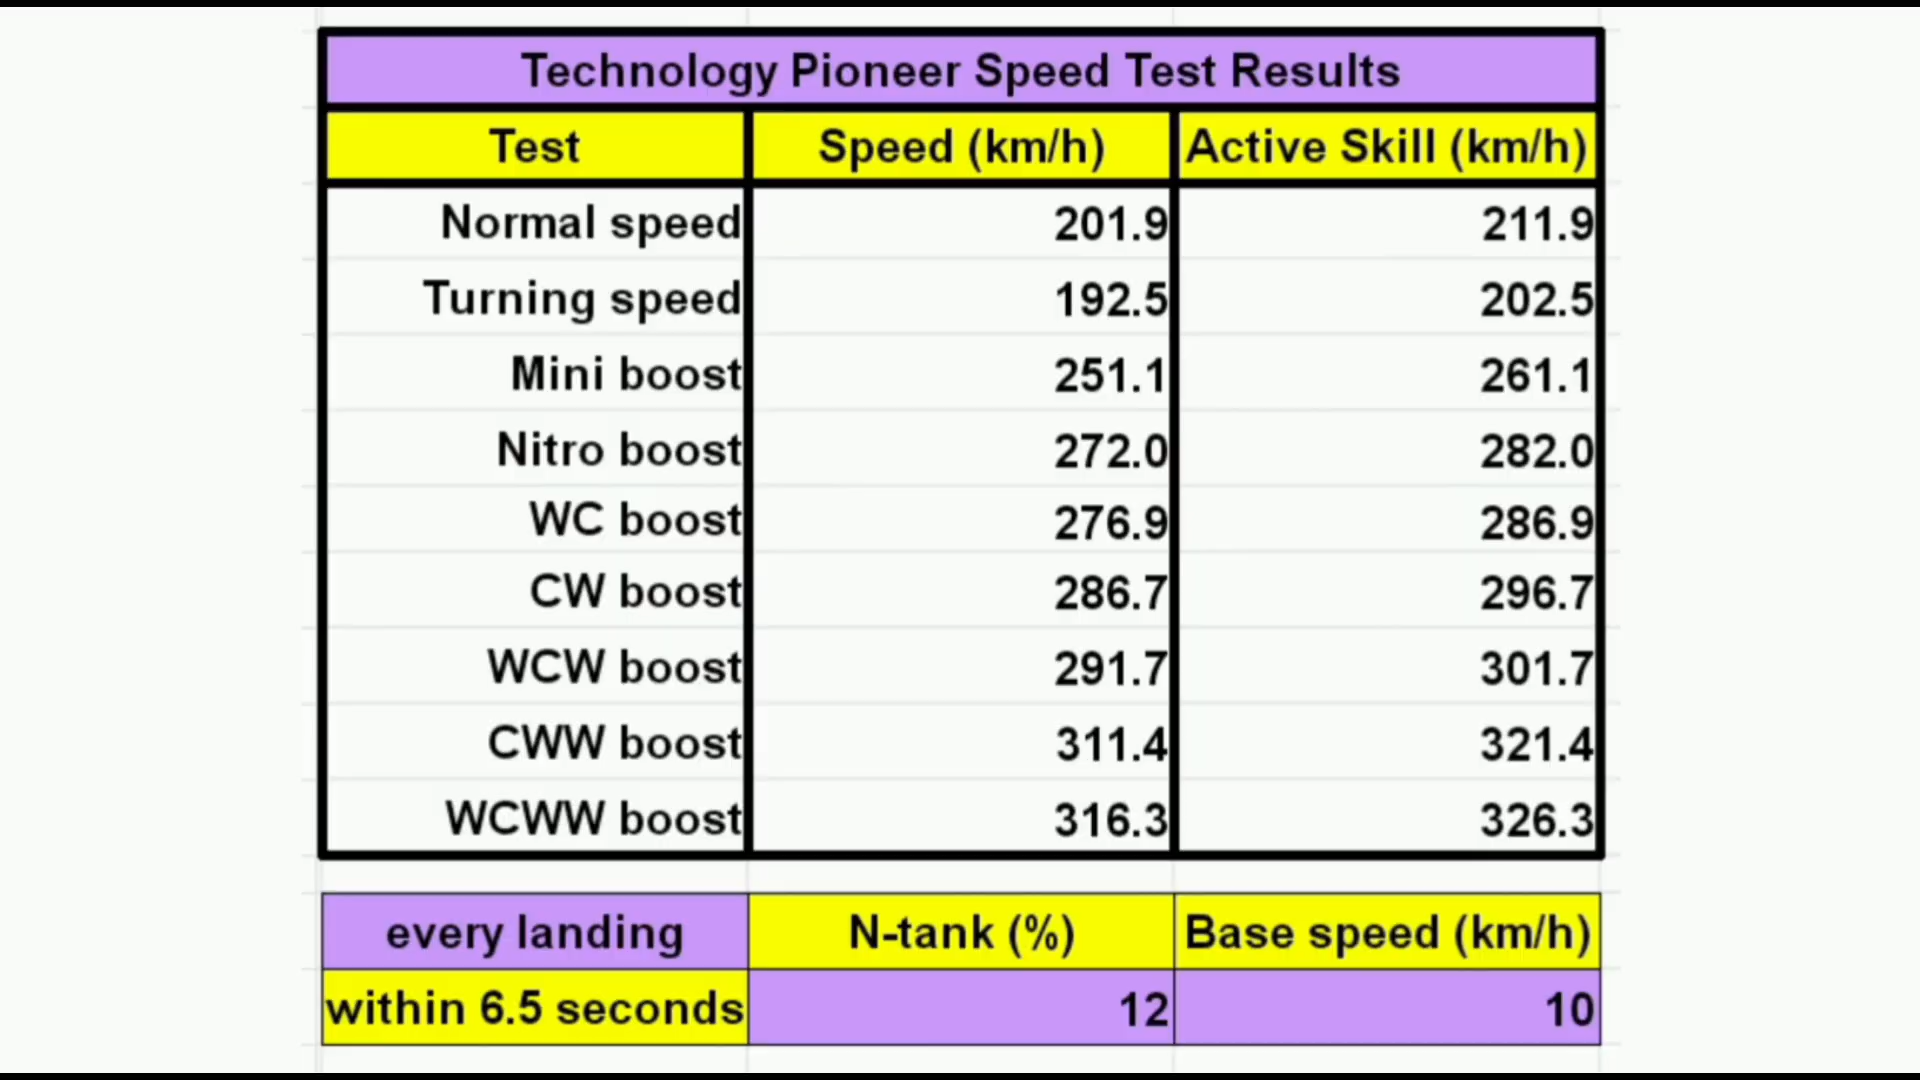 Technology Pioneer Speed Test Results
Test Speed (km/h) Active Skill (km/h)
Normal speed 201.9 211.9
Turning speed 192.5 202.5
Mini boost 251.1 261.1
Nitro boost 272.0 282.0
WC boost 276.9 286.9
CW boost 286.7 296.7
WCW boost 291.7 301.7
CWW boost 311.4 321.4
WCWW boost 316.3 326.3
every landing N-tank (%) Base speed (km/h)
within 6.5 seconds 12 10